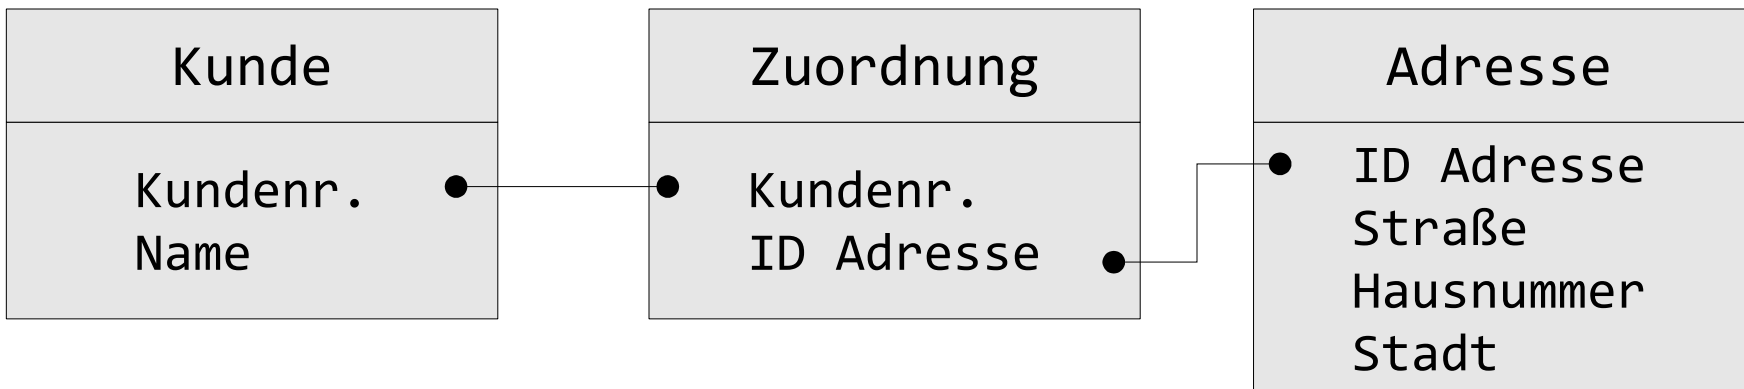 Kunde
Kundenr.
Name
Zuordnung
Kundenr.
ID Adresse
Adresse
ID Adresse
Straße
Hausnummer
Stadt